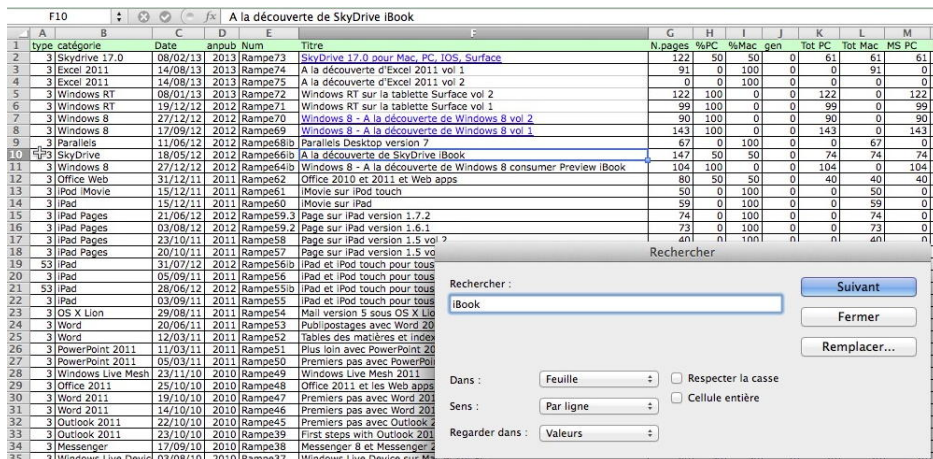 F10 fx A la découverte de SkyDrive iBook
A B C D E F G H I J K L M
1 type catégorie Date anpub Num Titre N.pages %PC %Mac gen Tot PC Tot Mac MS PC
2 3 Skydrive 17.0 08/02/13 2013 Rampe73 SkyDrive 17.0 pour Mac, PC, IOS, Surface 122 50 50 0 61 61 61
3 3 Excel 2011 14/08/13 2013 Rampe74 A la découverte d'Excel 2011 vol 1 91 0 100 0 0 91 0
4 3 Excel 2011 14/08/13 2013 Rampe75 A la découverte d'Excel 2011 vol 2 0 0 100 0 0 0 0
5 3 Windows RT 08/01/13 2013 Rampe72 Windows RT sur la tablette Surface vol 2 122 100 0 122 0 122
6 3 Windows RT 19/12/12 2012 Rampe71 Windows RT sur la tablette Surface vol 1 99 100 0 99 0 99
7 3 Windows 8 27/12/12 2012 Rampe70 Windows 8 - A la découverte de Windows 8 vol 2 90 100 0 90 0 90
8 3 Windows 8 17/09/12 2012 Rampe69 Windows 8 - A la découverte de Windows 8 vol 1 143 100 0 143 0 143
9 3 Parallels 11/06/12 2012 Rampe68ib Parallels Desktop version 7 67 0 100 0 0 67 0
10 3 SkyDrive 18/05/12 2012 Rampe66ib A la découverte de SkyDrive iBook 147 50 50 0 74 74 74
11 3 Windows 8 27/12/12 2012 Rampe64ib Windows 8 - A la découverte de Windows 8 consumer Preview iBook 104 100 0 0 104 0 104
12 3 Office Web 31/12/11 2011 Rampe62 Office 2010 et 2011 et Web apps 80 50 50 0 40 40 40
13 3 iPod iMovie 15/12/11 2011 Rampe61 iMovie sur iPod touch 50 0 100 0 0 50 0
14 3 iPad 15/12/11 2011 Rampe60 iMovie sur iPad 59 0 100 0 0 59 0
15 3 iPad Pages 21/06/12 2012 Rampe59.3 Page sur iPad version 1.7.2 74 0 100 0 0 74 0
16 3 iPad Pages 03/08/12 2012 Rampe59.2 Page sur iPad version 1.6.1 73 0 100 0 0 73 0
17 3 iPad Pages 23/10/11 2011 Rampe58 Page sur iPad version 1.5 vol 2 40 0 100 0 0 40 0
18 3 iPad Pages 20/10/11 2011 Rampe57 Page sur iPad version 1.5 vo
19 53 iPad 31/07/12 2012 Rampe56ib iPad et iPod touch pour tous
20 3 iPad 05/09/11 2011 Rampe56 iPad et iPod touch pour tous
21 53 iPad 28/06/12 2012 Rampe55ib iPad et iPod touch pour tous
22 3 iPad 03/09/11 2011 Rampe55 iPad et iPod touch pour tous
23 3 OS X Lion 29/08/11 2011 Rampe54 Mail version 5 sous OS X Lio
24 3 Word 20/06/11 2011 Rampe53 Publipostages avec Word 20
25 3 Word 12/03/11 2011 Rampe52 Tables des matières et index
26 3 PowerPoint 2011 11/03/11 2011 Rampe51 Plus loin avec PowerPoint 20
27 3 PowerPoint 2011 05/03/11 2011 Rampe50 Premiers pas avec PowerPoi
28 3 Windows Live Mesh 23/11/10 2010 Rampe49 Windows Live Mesh 2011
29 3 Office 2011 25/10/10 2010 Rampe48 Office 2011 et les Web apps
30 3 Word 2011 19/10/10 2010 Rampe47 Premiers pas avec Word 201
31 3 Word 2011 14/10/10 2010 Rampe46 Premiers pas avec Word 201
32 3 Outlook 2011 22/10/10 2010 Rampe45 Premiers pas avec Outlook 2
33 3 Outlook 2011 23/10/10 2010 Rampe39 First steps with Outlook 201
34 3 Messenger 17/09/10 2010 Rampe38 Messenger 8 et Messenger 2
35 3 Windows Live Devic 03/08/10 2010 Rampe37 Windows Live Device sur Ma
Rechercher
Rechercher :
iBook
Suivant
Fermer
Remplacer...
Dans : Feuille
Respecter la casse
Cellule entière
Sens : Par ligne
Regarder dans : Valeurs